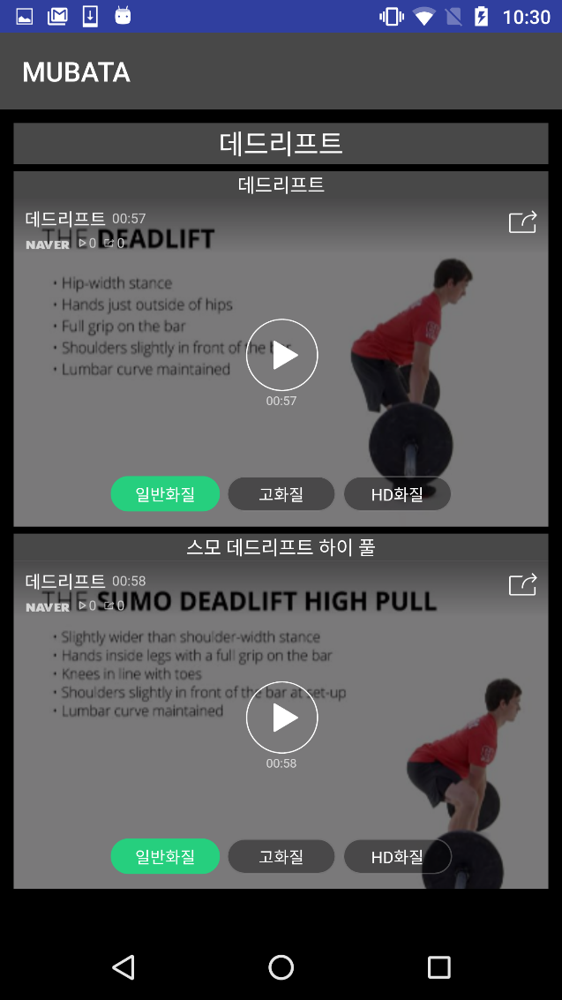 10:30
MUBATA
데드리프트
데드리프트
데드리프트 00:57
NAVER 0 0
THE DEADLIFT
• Hip-width stance
• Hands just outside of hips
• Full grip on the bar
• Shoulders slightly in front of the bar
• Lumbar curve maintained
00:57
일반화질 고화질 HD화질
스모 데드리프트 하이 풀
데드리프트 00:58
NAVER 0 0
THE SUMO DEADLIFT HIGH PULL
• Slightly wider than shoulder-width stance
• Hands inside legs with a full grip on the bar
• Knees in line with toes
• Shoulders slightly in front of the bar at set-up
• Lumbar curve maintained
00:58
일반화질 고화질 HD화질